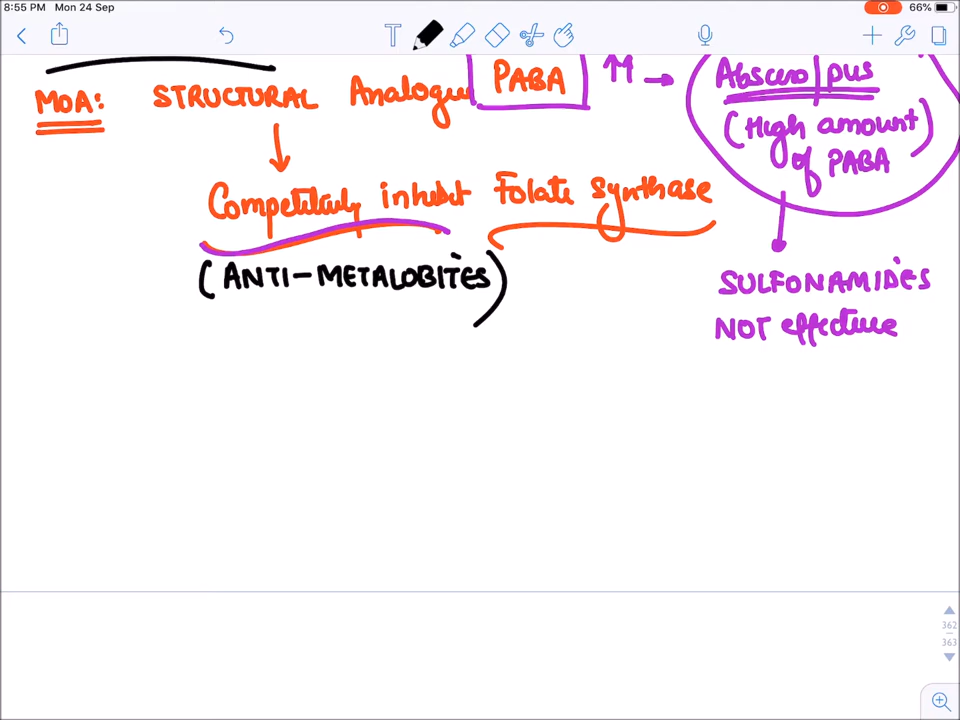 8:55 PM Mon 24 Sep
66%
T
MOA: STRUCTURAL Analogue PABA ↑↑ →
Abscess/pus
(High amount
of PABA
Competitively inhibit Folate synthase
(ANTI-METALOBITES)
SULFONAMIDES
NOT effective
362
363